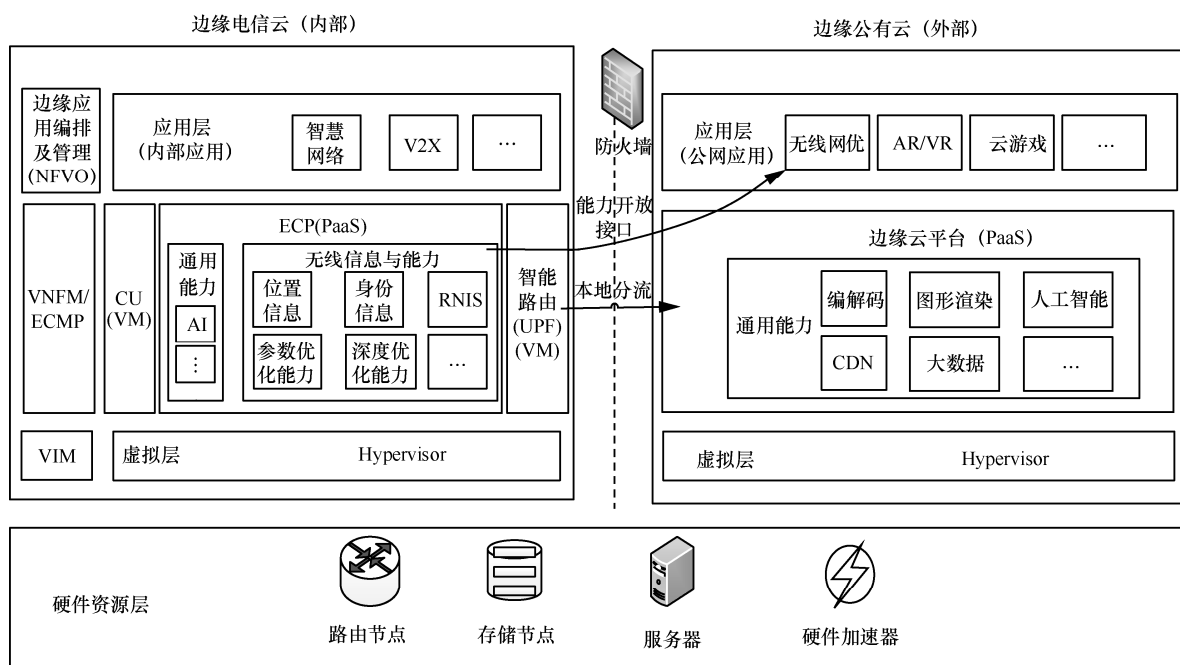 边缘电信云（内部）
边缘公有云（外部）
边缘应
用编排
及管理
(NFVO)
应用层
（内部应用）
智慧
网络
V2X
…
防火墙
应用层
（公网应用）
无线网优
AR/VR
云游戏
…
能力开放
接口
本地分流
VNFM/
ECMP
CU
(VM)
ECP(PaaS)
通用
能力
AI
⋮
无线信息与能力
位置
信息
身份
信息
RNIS
参数优
化能力
深度优
化能力
…
智能
路由
(UPF)
(VM)
边缘云平台（PaaS）
通用能力
编解码
图形渲染
人工智能
CDN
大数据
…
VIM
虚拟层
Hypervisor
虚拟层
Hypervisor
硬件资源层
路由节点
存储节点
服务器
硬件加速器